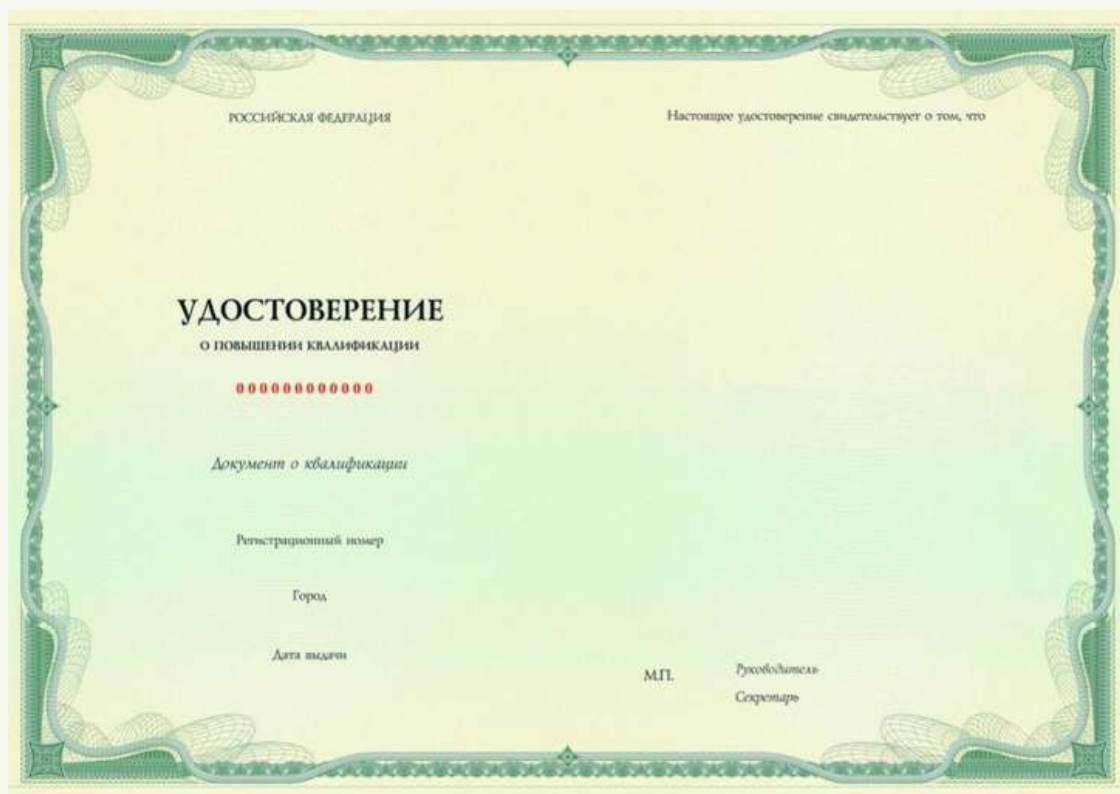 РОССИЙСКАЯ ФЕДЕРАЦИЯ
УДОСТОВЕРЕНИЕ
О ПОВЫШЕНИИ КВАЛИФИКАЦИИ
000000000000
Документ о квалификации
Регистрационный номер
Город
Дата выдачи
Настоящее удостоверение свидетельствует о том, что
М.П.
Руководитель
Секретарь